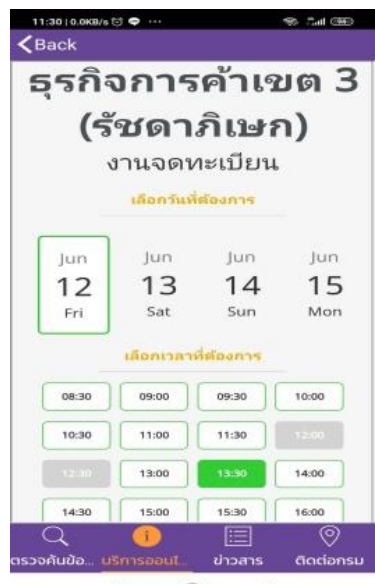 11:30 | 0.0KB/s
Back
ธุรกิจการค้าเขต 3
(รัชดาภิเษก)
งานจดทะเบียน
เลือกวันที่ต้องการ
Jun Jun Jun Jun
12 13 14 15
Fri Sat Sun Mon
เลือกเวลาที่ต้องการ
08:30 09:00 09:30 10:00
10:30 11:00 11:30 12:00
12:30 13:00 13:30 14:00
14:30 15:00 15:30 16:00
ตรวจค้นข้อ... บริการออนไ... ข่าวสาร ติดต่อกรม